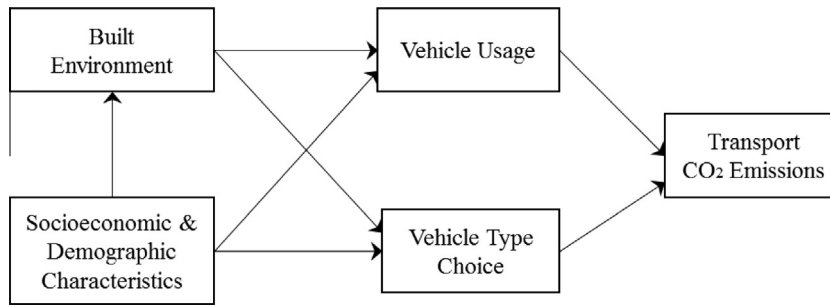 Built
Environment
Vehicle Usage
Transport
CO₂ Emissions
Socioeconomic &
Demographic
Characteristics
Vehicle Type
Choice